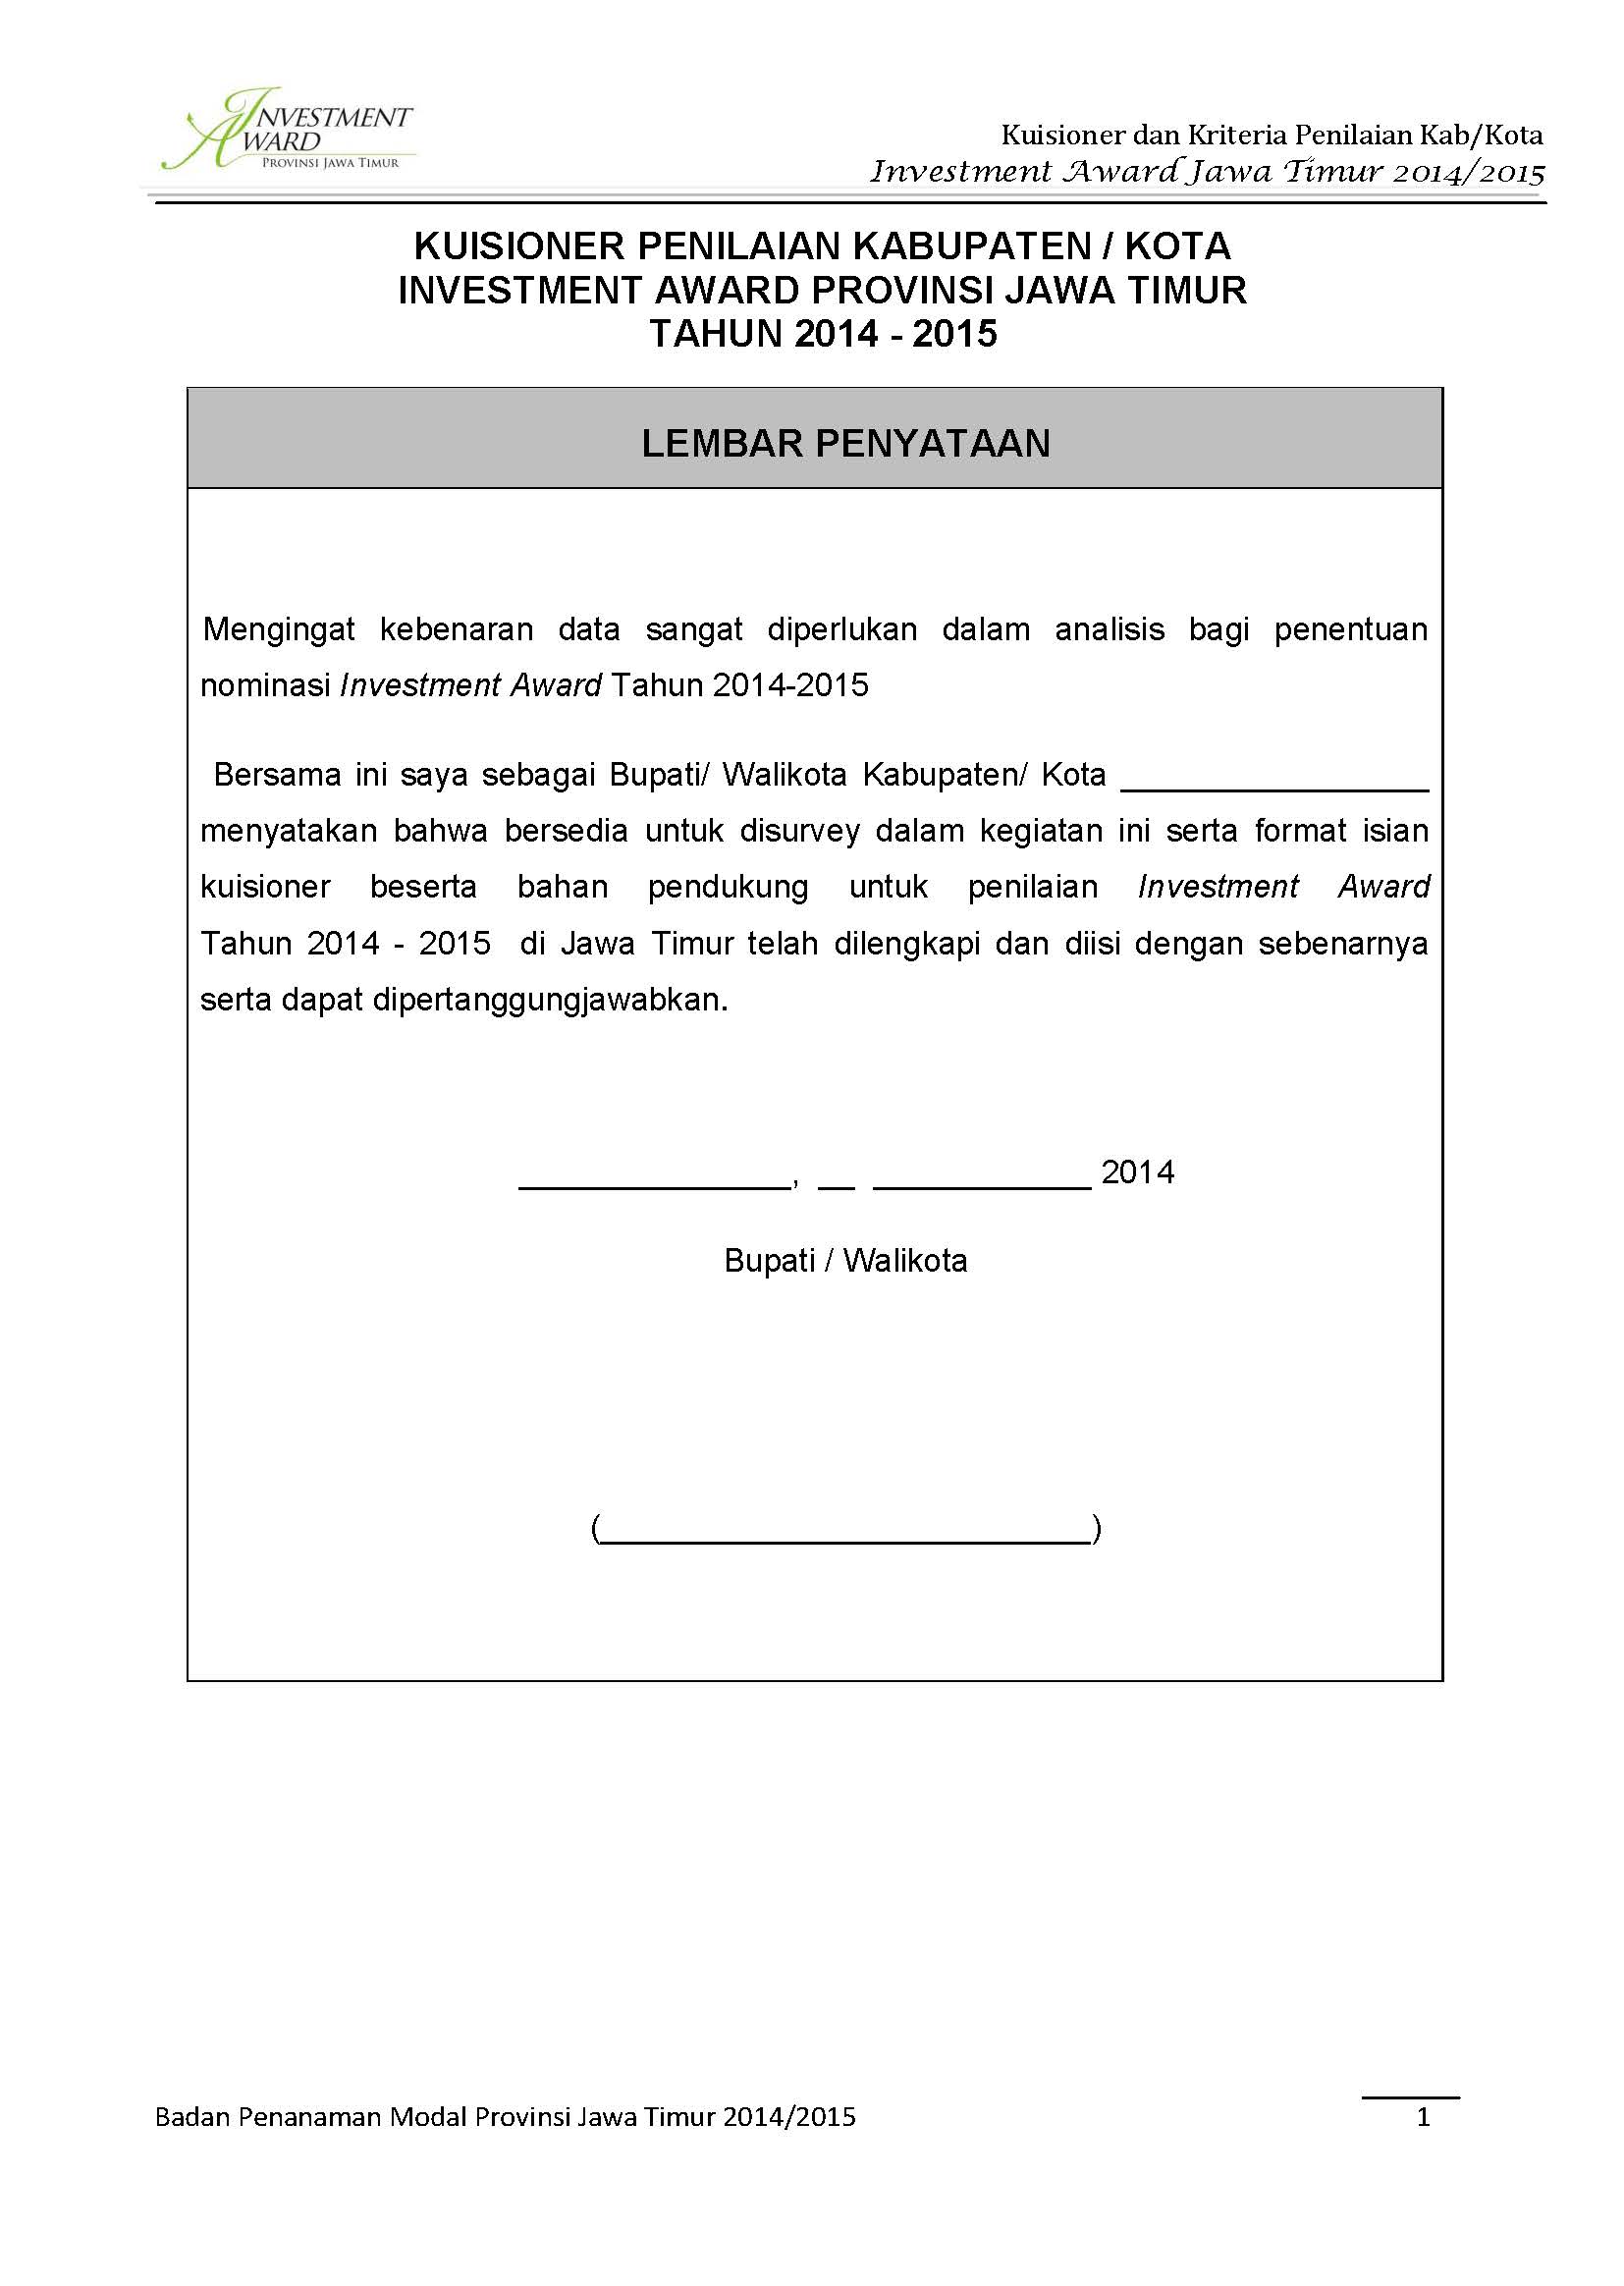 INVESTMENT
AWARD
PROVINSI JAWA TIMUR
Kuisioner dan Kriteria Penilaian Kab/Kota
Investment Award Jawa Timur 2014/2015
KUISIONER PENILAIAN KABUPATEN / KOTA
INVESTMENT AWARD PROVINSI JAWA TIMUR
TAHUN 2014 - 2015
LEMBAR PENYATAAN
Mengingat kebenaran data sangat diperlukan dalam analisis bagi penentuan
nominasi Investment Award Tahun 2014-2015
Bersama ini saya sebagai Bupati/ Walikota Kabupaten/ Kota _________________
menyatakan bahwa bersedia untuk disurvey dalam kegiatan ini serta format isian
kuisioner beserta bahan pendukung untuk penilaian Investment Award
Tahun 2014 - 2015 di Jawa Timur telah dilengkapi dan diisi dengan sebenarnya
serta dapat dipertanggungjawabkan.
_______________, __ ____________ 2014
Bupati / Walikota
(___________________________)
Badan Penanaman Modal Provinsi Jawa Timur 2014/2015 1